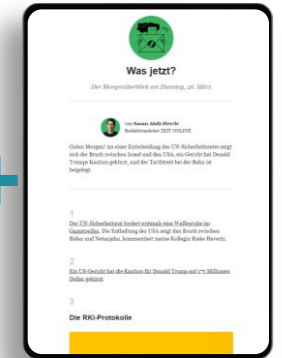 Was jetzt?
Der Morgenüberblick am Dienstag, 26. März
von Susan Abdi-Herrle
Redaktionsleiter ZEIT ONLINE
Guten Morgen! An einer Entscheidung des UN-Sicherheitsrates zeigt
sich der Bruch zwischen Israel und den USA, ein Gericht hat Donald
Trumps Kaution gekürzt, und der Tarifstreit bei der Bahn ist
beigelegt.
1
Der UN-Sicherheitsrat fordert erstmals eine Waffenruhe im
Gazastreifen. Die Enthaltung der USA zeigt den Bruch zwischen
Biden und Netanjahu, kommentiert meine Kollegin Rieke Havertz.
2
Ein US-Gericht hat die Kaution für Donald Trump auf 175 Millionen
Dollar gekürzt.
3
Die RKI-Protokolle